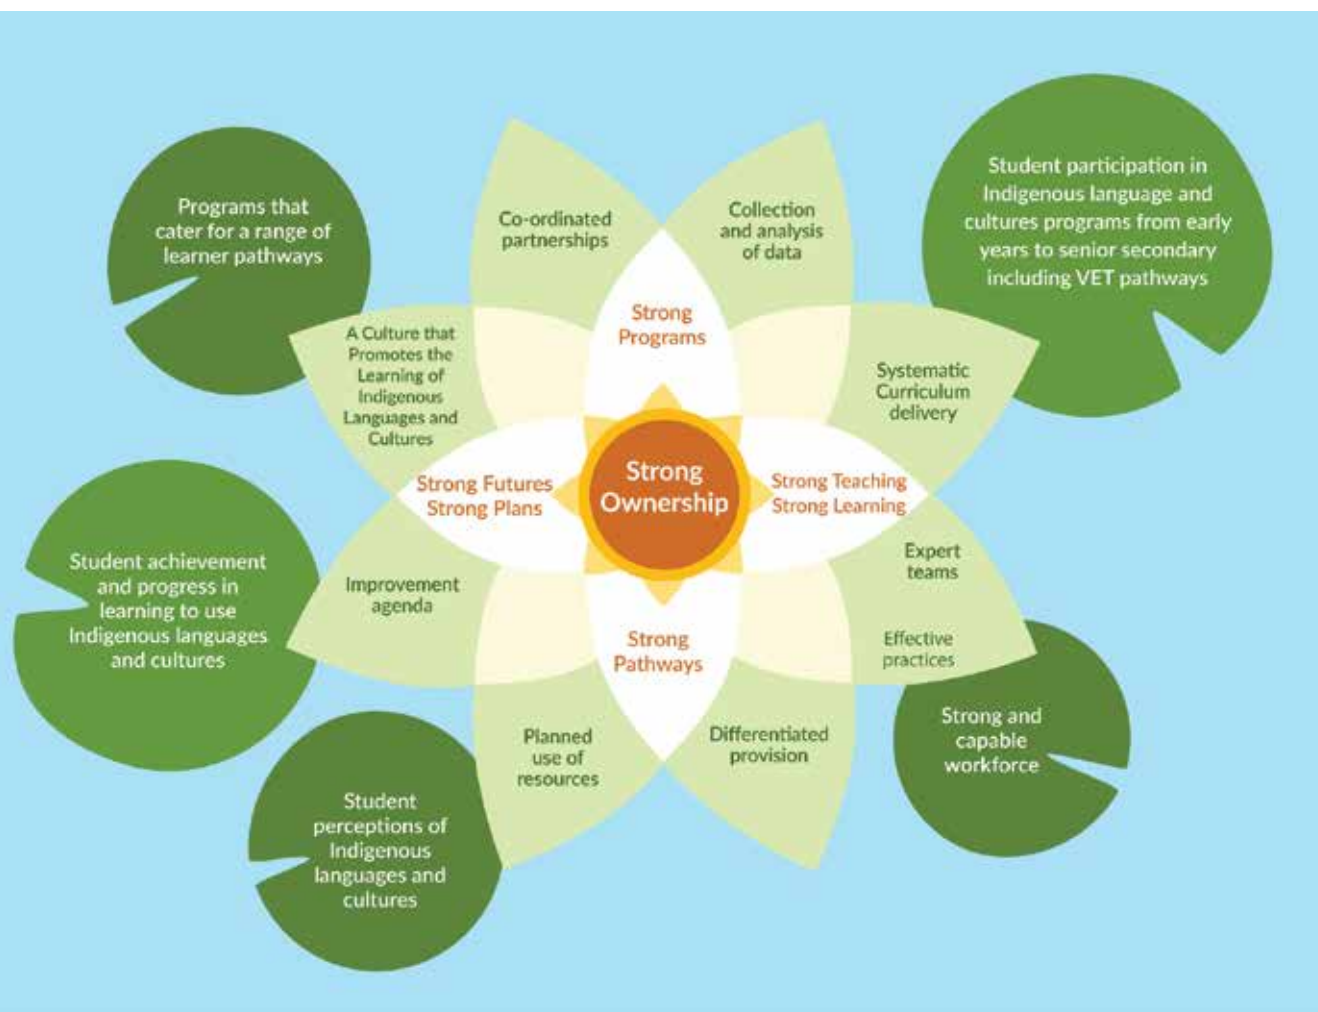 Programs that
cater for a range of
learner pathways
Co-ordinated
partnerships
Collection
and analysis
of data
Student participation in
Indigenous language and
cultures programs from early
years to senior secondary
including VET pathways
A Culture that
Promotes the
Learning of
Indigenous
Languages and
Cultures
Strong
Programs
Systematic
Curriculum
delivery
Strong Futures
Strong Plans
Strong
Ownership
Strong Teaching
Strong Learning
Student achievement
and progress in
learning to use
Indigenous languages
and cultures
Improvement
agenda
Strong
Pathways
Expert
teams
Effective
practices
Planned
use of
resources
Differentiated
provision
Strong and
capable
workforce
Student
perceptions of
Indigenous
languages and
cultures